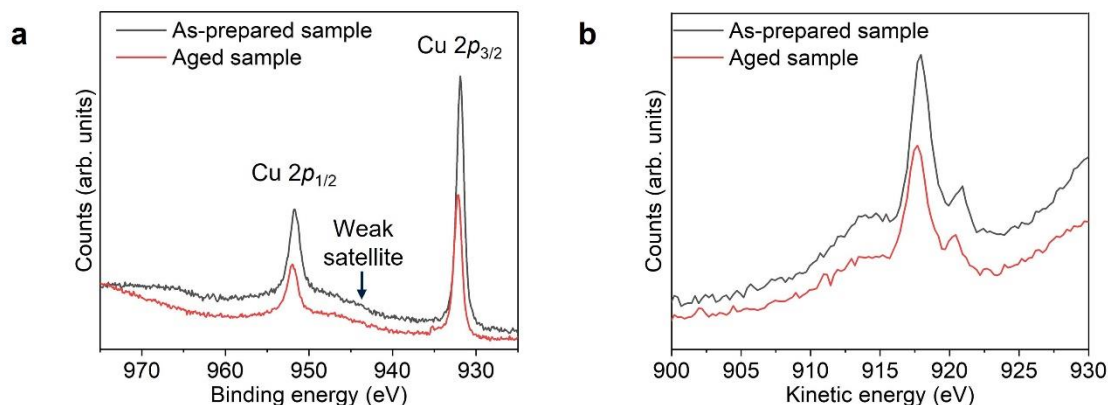 a
As-prepared sample
Aged sample
Cu 2p3/2
Cu 2p1/2
Weak
satellite
Counts (arb. units)
970 960 950 940 930
Binding energy (eV)
b
As-prepared sample
Aged sample
Counts (arb. units)
900 905 910 915 920 925 930
Kinetic energy (eV)